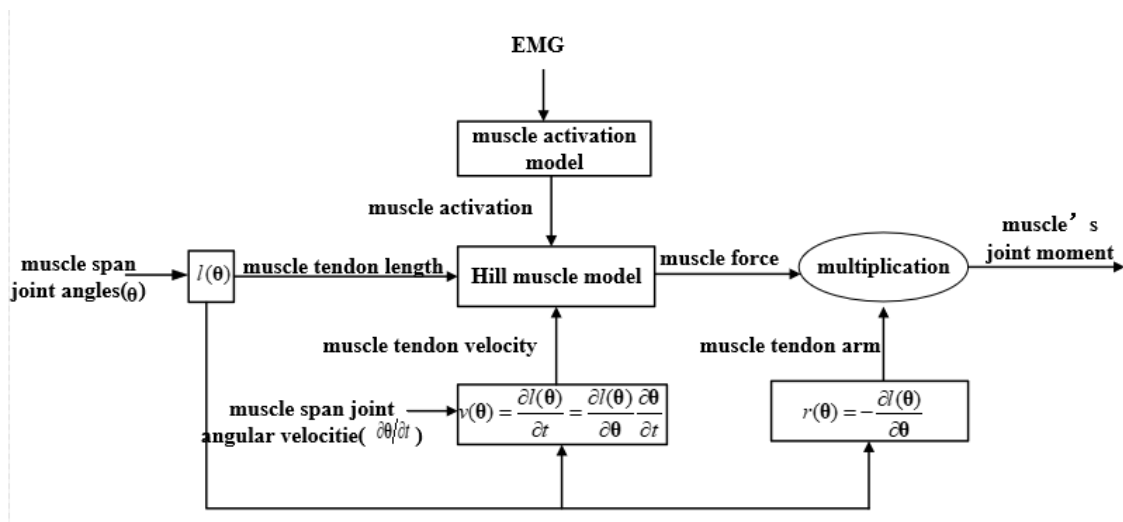 EMG
muscle activation
model
muscle activation
muscle span
joint angles(θ)
l(θ)
muscle tendon length
Hill muscle model
muscle force
multiplication
muscle’s
joint moment
muscle tendon velocity
muscle tendon arm
muscle span joint
angular velocitie( ∂θ/∂t )
v(θ) = ∂l(θ)/∂t = ∂l(θ)/∂θ ∂θ/∂t
r(θ) = −∂l(θ)/∂θ